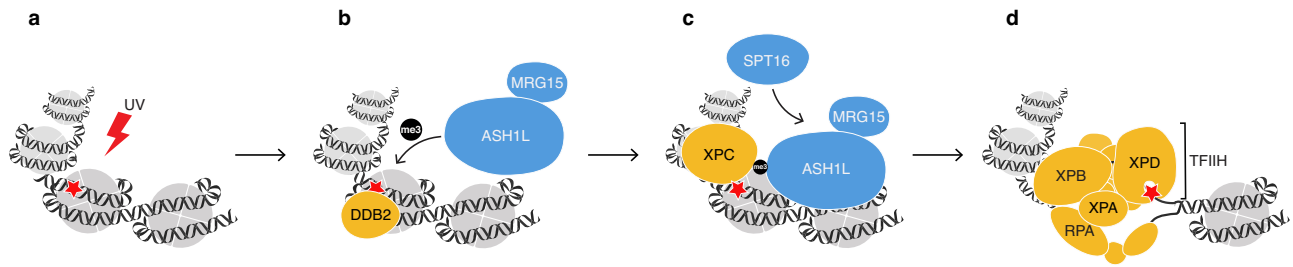 a
UV
b
MRG15
me3
ASH1L
DDB2
c
SPT16
MRG15
XPC
me3
ASH1L
d
XPD
TFIIH
XPB
XPA
RPA